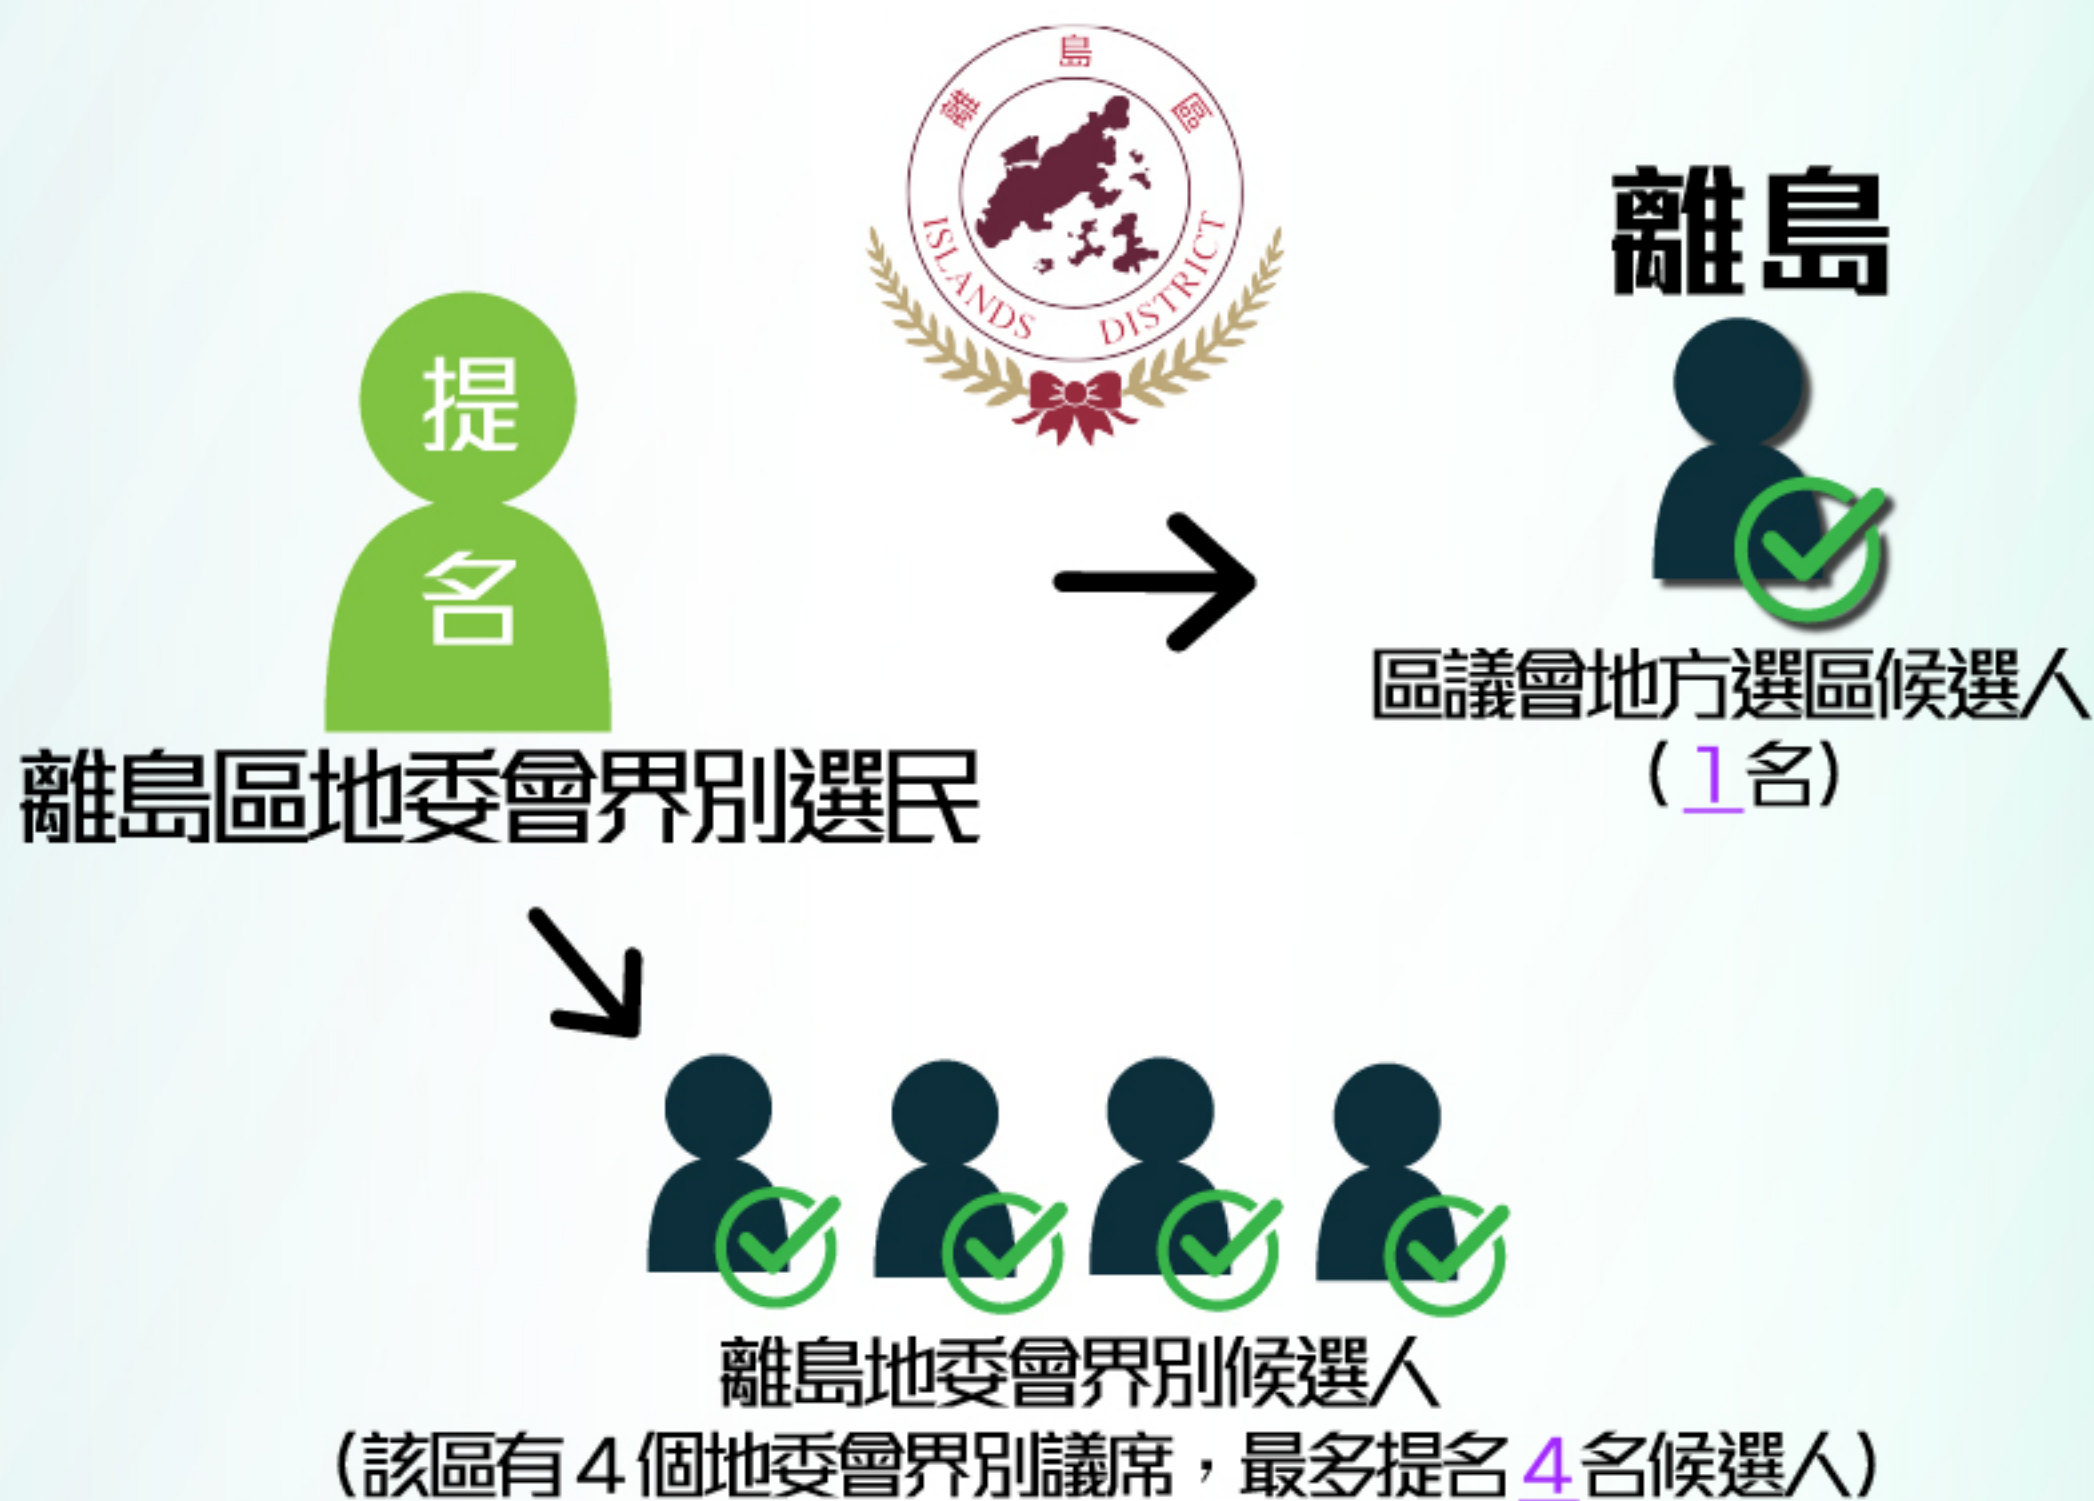 離島區
ISLANDS DISTRICT
離島
提
名
區議會地方選區候選人
(1名)
離島區地委會界別選民
離島地委會界別候選人
(該區有4個地委會界別議席，最多提名4名候選人)